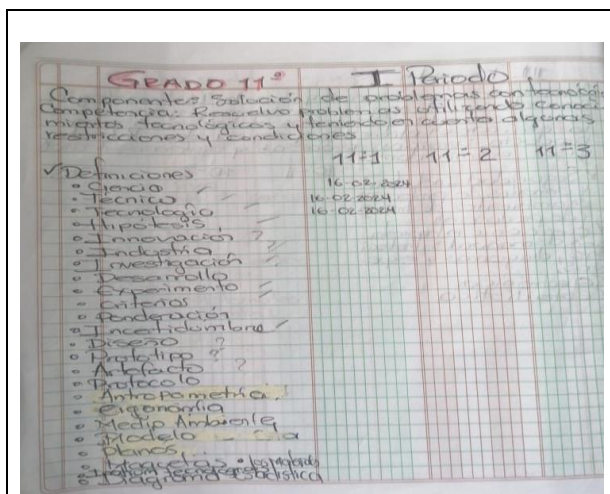 GRADO 11° I Periodo
Componente: Solución de problemas con tecnología
Competencia: Resuelvo problemas utilizando conoci
mientos tecnológicos y teniendo en cuenta algunas
restricciones y condiciones
11=1 11=2 11=3
✓ Definiciones
• Ciencia 16-02-2024
• Técnica 16-02-2024
• Tecnología 16-02-2024
• Hipótesis
• Innovación ?
• Industria
• Investigación
• Desarrollo
• Experimento
• Criterios
• Ponderación
• Incertidumbre
• Diseño ?
• Prototipo ?
• Artefacto ?
• Protocolo
• Antropometría
• Ergonomía
• Medio Ambiente
• Modelo
• planos
• Maquetas
• Diagrama Estadística